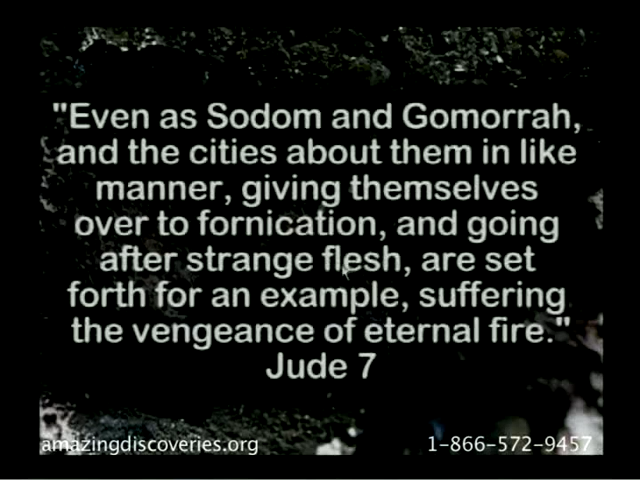 "Even as Sodom and Gomorrah,
and the cities about them in like
manner, giving themselves
over to fornication, and going
after strange flesh, are set
forth for an example, suffering
the vengeance of eternal fire."
Jude 7
amazingdiscoveries.org
1-866-572-9457